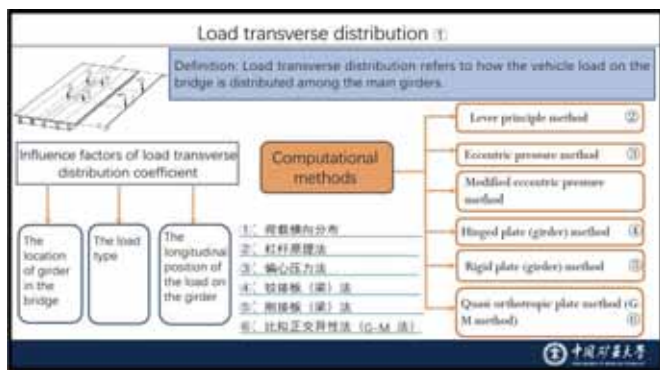 Load transverse distribution ①
Definition: Load transverse distribution refers to how the vehicle load on the
bridge is distributed among the main girders.
Influence factors of load transverse
distribution coefficient
The
location
of girder
in the
bridge
The load
type
The
longitudinal
position of
the load on
the girder
Computational
methods
Lever principle method ②
Eccentric pressure method ③
Modified eccentric pressure
method
Hinged plate (girder) method ④
Rigid plate (girder) method ⑤
Quasi orthotropic plate method (G
M method) ⑥
①：荷载横向分布
②：杠杆原理法
③：偏心压力法
④：铰接板（梁）法
⑤：刚接板（梁）法
⑥：比拟正交异性法（G-M 法）
中国矿业大学